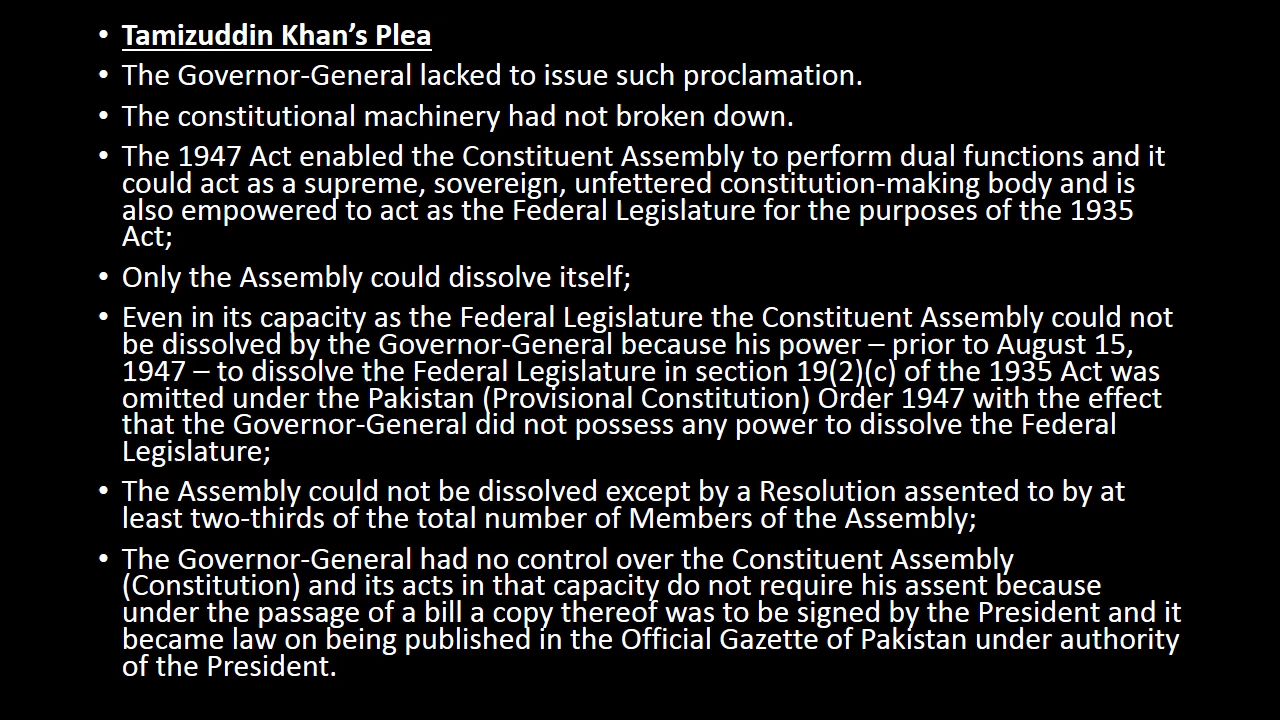 • Tamizuddin Khan’s Plea
• The Governor-General lacked to issue such proclamation.
• The constitutional machinery had not broken down.
• The 1947 Act enabled the Constituent Assembly to perform dual functions and it
could act as a supreme, sovereign, unfettered constitution-making body and is
also empowered to act as the Federal Legislature for the purposes of the 1935
Act;
• Only the Assembly could dissolve itself;
• Even in its capacity as the Federal Legislature the Constituent Assembly could not
be dissolved by the Governor-General because his power – prior to August 15,
1947 – to dissolve the Federal Legislature in section 19(2)(c) of the 1935 Act was
omitted under the Pakistan (Provisional Constitution) Order 1947 with the effect
that the Governor-General did not possess any power to dissolve the Federal
Legislature;
• The Assembly could not be dissolved except by a Resolution assented to by at
least two-thirds of the total number of Members of the Assembly;
• The Governor-General had no control over the Constituent Assembly
(Constitution) and its acts in that capacity do not require his assent because
under the passage of a bill a copy thereof was to be signed by the President and it
became law on being published in the Official Gazette of Pakistan under authority
of the President.